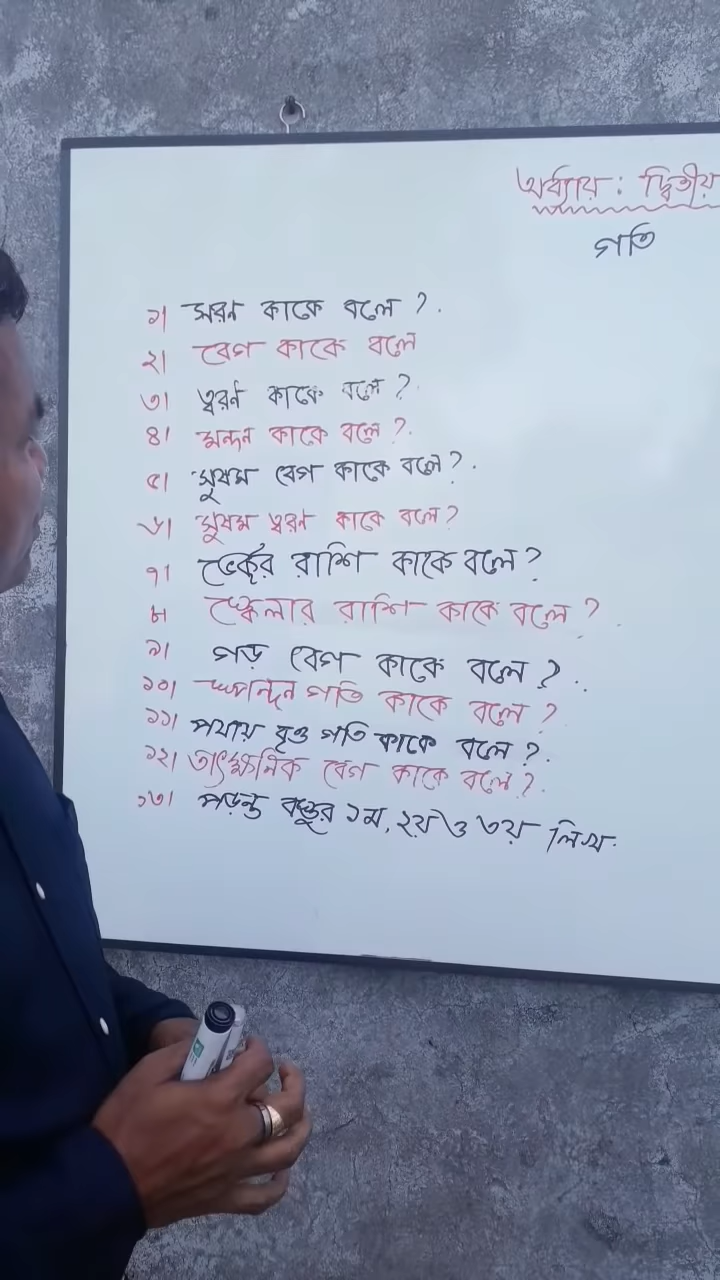 অধ্যায় : দ্বিতীয়
গতি
১। সরণ কাকে বলে ?
২। বেগ কাকে বলে
৩। ত্বরণ কাকে বলে ?
৪। মন্দন কাকে বলে ?
৫। সুষম বেগ কাকে বলে ?
৬। সুষম ত্বরণ কাকে বলে ?
৭। ভেক্টর রাশি কাকে বলে ?
৮। স্কেলার রাশি কাকে বলে ?
৯। গড় বেগ কাকে বলে ?
১০। স্পন্দন গতি কাকে বলে ?
১১। পর্যায় বৃত্ত গতি কাকে বলে ?
১২। তাৎক্ষনিক বেগ কাকে বলে ?
১৩। পড়ন্ত বস্তুর ১ম, ২য় ও ৩য় লিখ